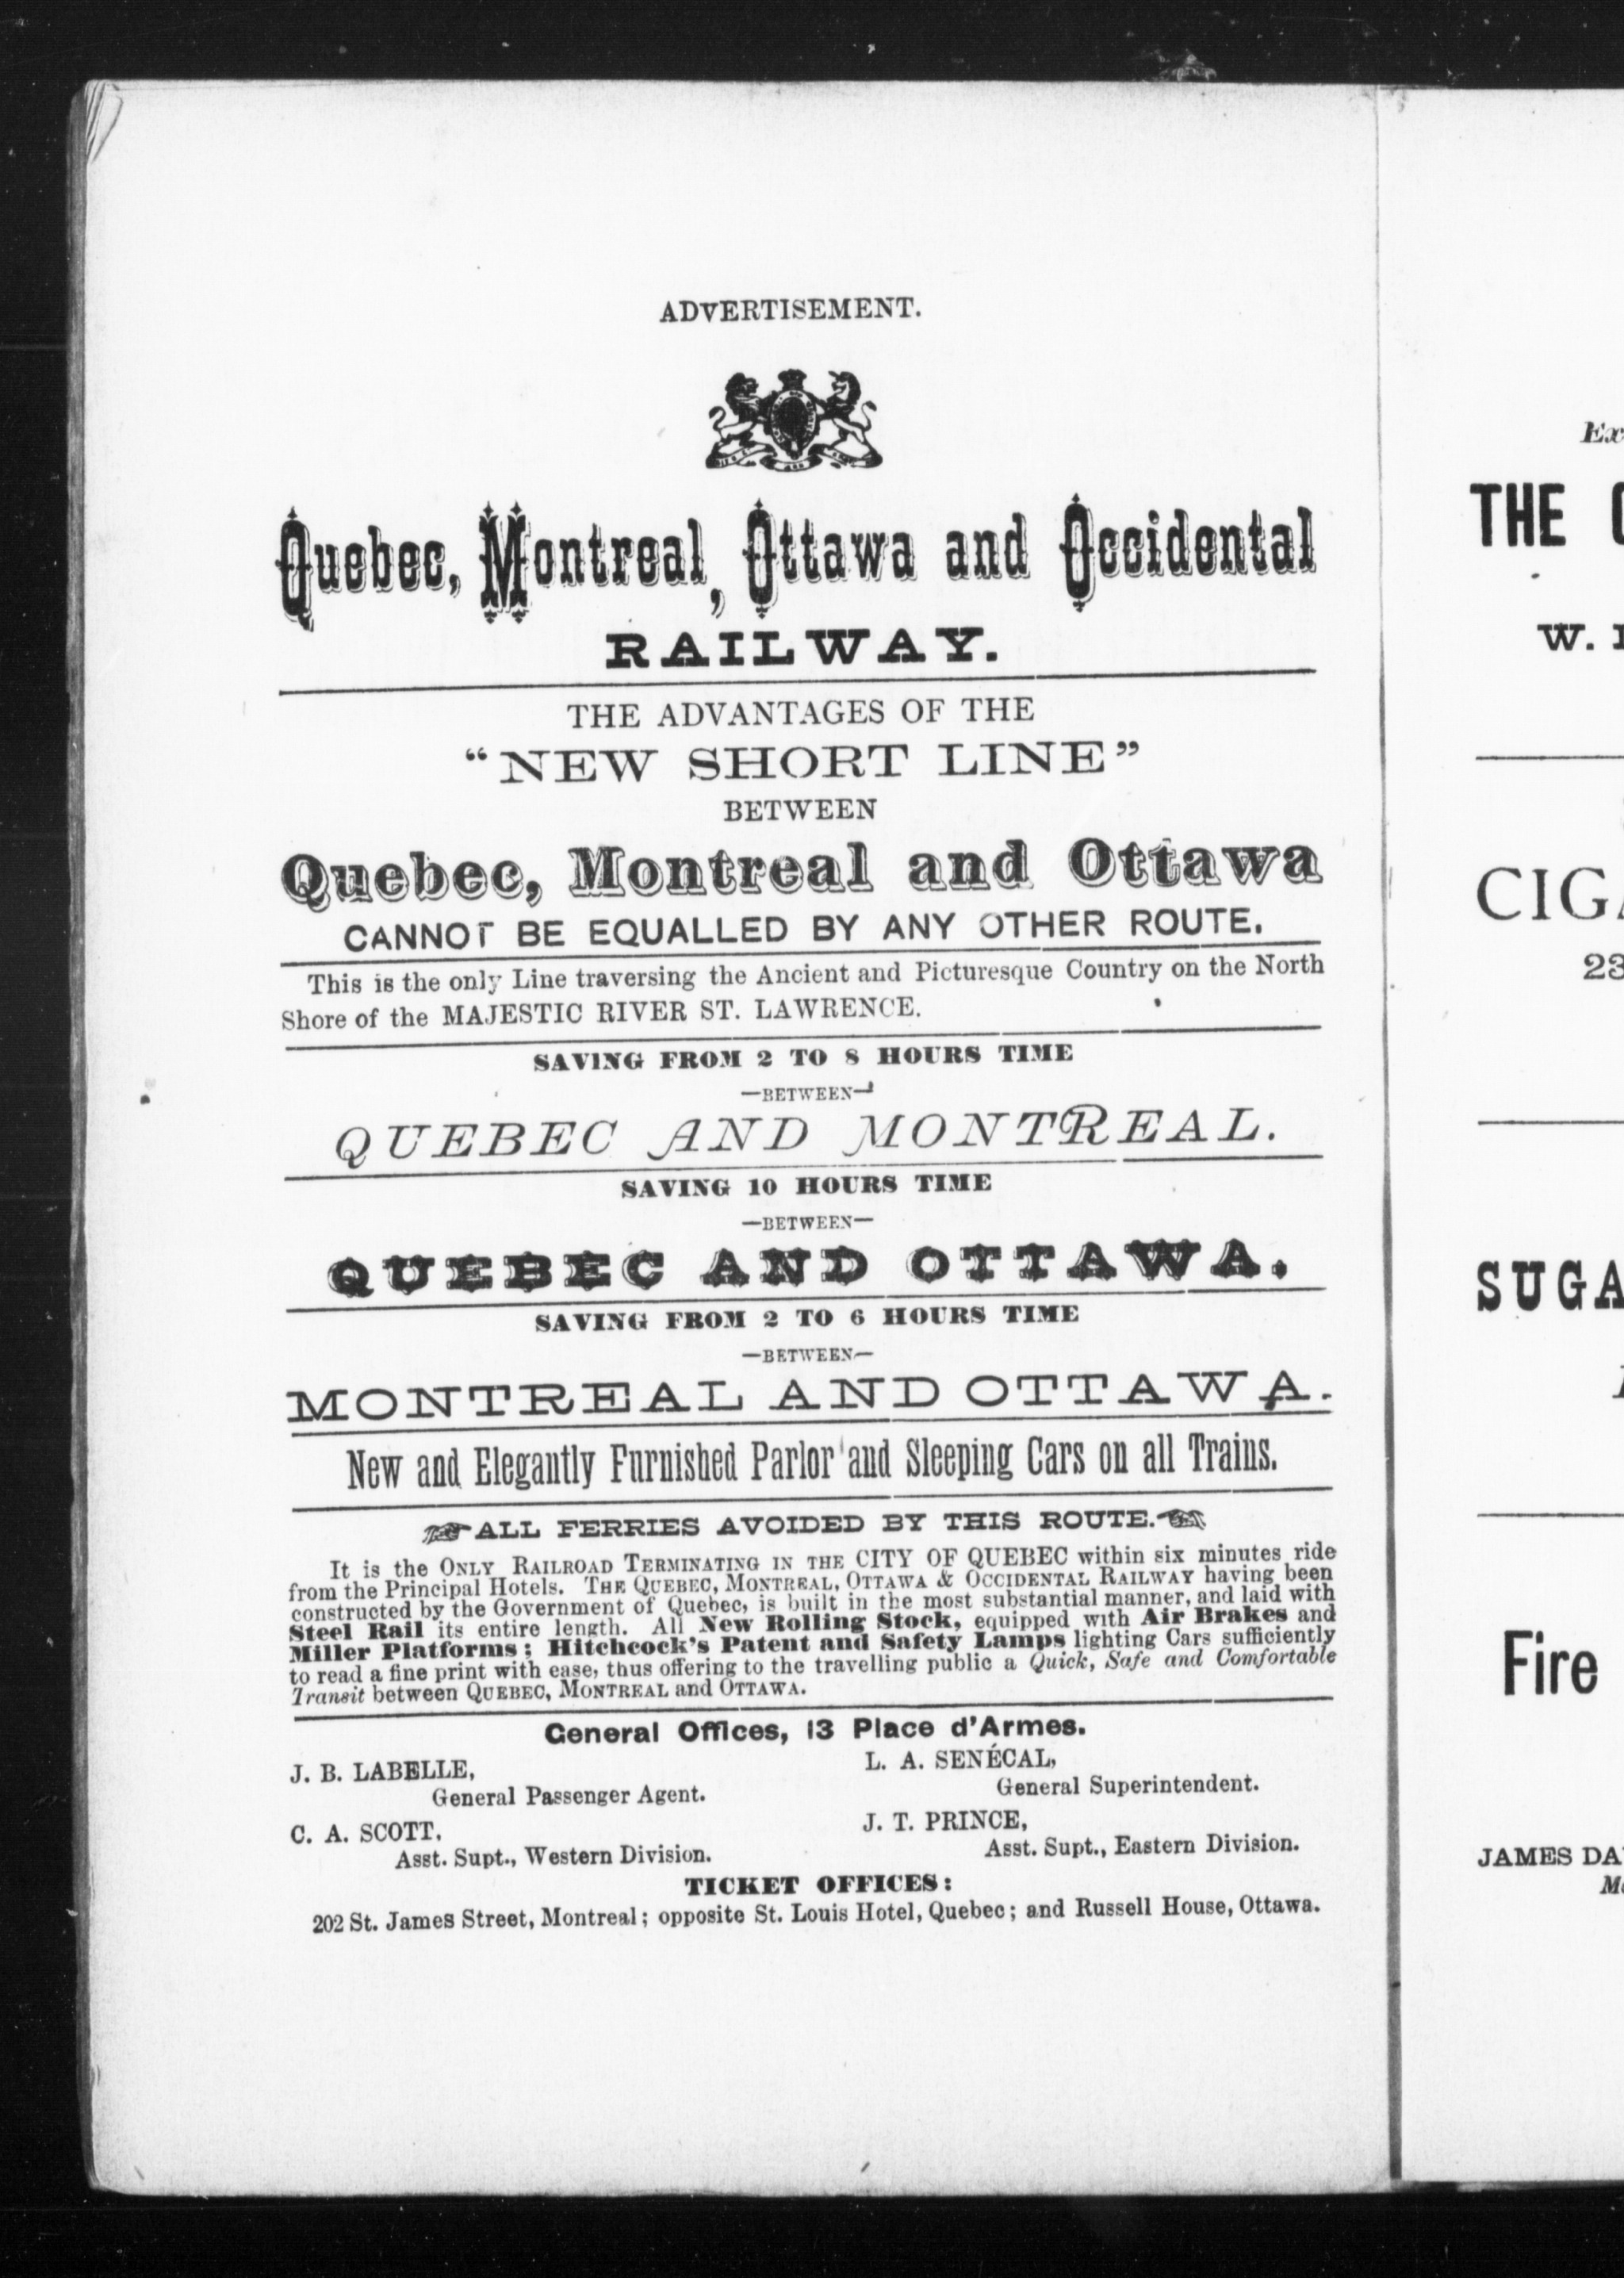 ADVERTISEMENT.
Quebec, Montreal, Ottawa and Occidental
RAILWAY.
THE ADVANTAGES OF THE
“NEW SHORT LINE”
BETWEEN
Quebec, Montreal and Ottawa
CANNOT BE EQUALLED BY ANY OTHER ROUTE.
This is the only Line traversing the Ancient and Picturesque Country on the North
Shore of the MAJESTIC RIVER ST. LAWRENCE.
SAVING FROM 2 TO 8 HOURS TIME
—BETWEEN—
QUEBEC AND MONTREAL.
SAVING 10 HOURS TIME
—BETWEEN—
QUEBEC AND OTTAWA.
SAVING FROM 2 TO 6 HOURS TIME
—BETWEEN—
MONTREAL AND OTTAWA.
New and Elegantly Furnished Parlor and Sleeping Cars on all Trains.
ALL FERRIES AVOIDED BY THIS ROUTE.
It is the ONLY RAILROAD TERMINATING IN THE CITY OF QUEBEC within six minutes ride
from the Principal Hotels. THE QUEBEC, MONTREAL, OTTAWA & OCCIDENTAL RAILWAY having been
constructed by the Government of Quebec, is built in the most substantial manner, and laid with
Steel Rail its entire length. All New Rolling Stock, equipped with Air Brakes and
Miller Platforms; Hitchcock's Patent and Safety Lamps lighting Cars sufficiently
to read a fine print with ease, thus offering to the travelling public a Quick, Safe and Comfortable
Transit between QUEBEC, MONTREAL and OTTAWA.
General Offices, 13 Place d'Armes.
J. B. LABELLE,
General Passenger Agent.
L. A. SENÉCAL,
General Superintendent.
C. A. SCOTT,
Asst. Supt., Western Division.
J. T. PRINCE,
Asst. Supt., Eastern Division.
TICKET OFFICES:
202 St. James Street, Montreal; opposite St. Louis Hotel, Quebec; and Russell House, Ottawa.
THE
W.
23
Fire
JAMES